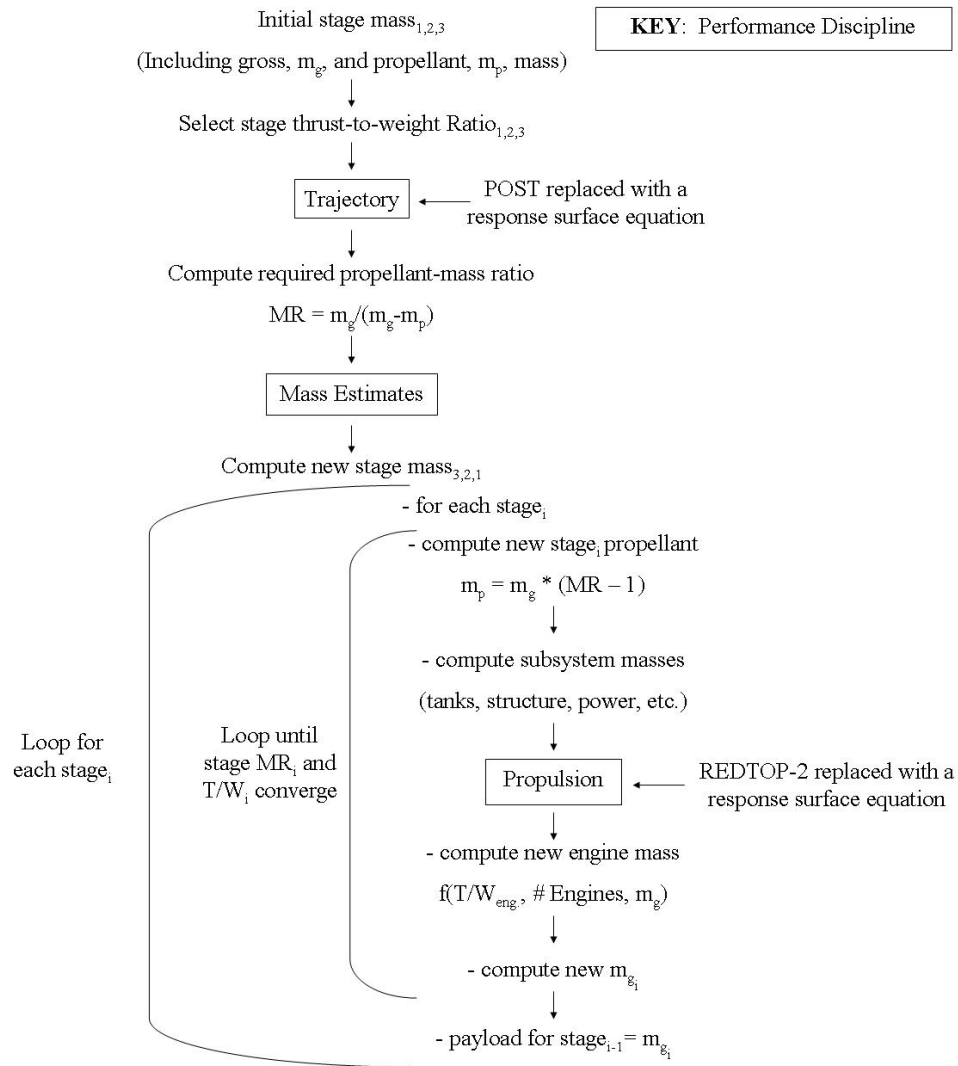 Initial stage mass1,2,3
KEY: Performance Discipline
(Including gross, mg, and propellant, mp, mass)
Select stage thrust-to-weight Ratio1,2,3
Trajectory
POST replaced with a
response surface equation
Compute required propellant-mass ratio
MR = mg/(mg-mp)
Mass Estimates
Compute new stage mass3,2,1
- for each stagei
- compute new stagei propellant
mp = mg * (MR – 1)
- compute subsystem masses
(tanks, structure, power, etc.)
Loop for
each stagei
Loop until
stage MRi and
T/Wi converge
Propulsion
REDTOP-2 replaced with a
response surface equation
- compute new engine mass
f(T/Weng., # Engines, mg)
- compute new mgi
- payload for stagei-1= mgi